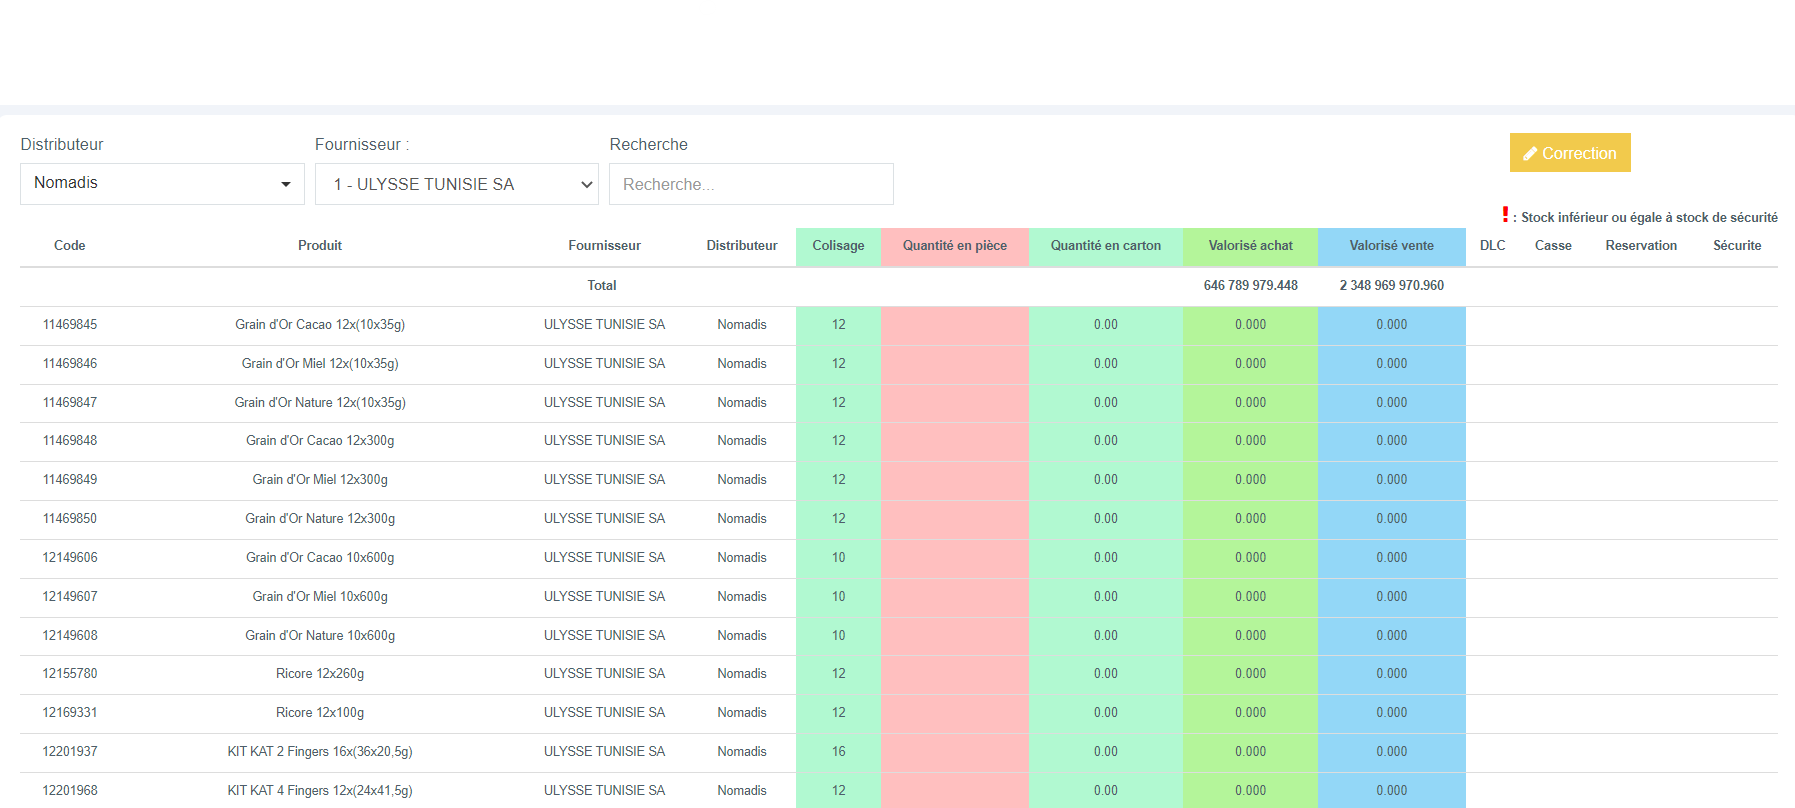 Distributeur Fournisseur : Recherche
Correction
Nomadis 1 - ULYSSE TUNISIE SA Recherche...
! : Stock inférieur ou égale à stock de sécurité
Code Produit Fournisseur Distributeur Colisage Quantité en pièce Quantité en carton Valorisé achat Valorisé vente DLC Casse Reservation Sécurite
Total 646 789 979.448 2 348 969 970.960
11469845 Grain d'Or Cacao 12x(10x35g) ULYSSE TUNISIE SA Nomadis 12 0.00 0.000 0.000
11469846 Grain d'Or Miel 12x(10x35g) ULYSSE TUNISIE SA Nomadis 12 0.00 0.000 0.000
11469847 Grain d'Or Nature 12x(10x35g) ULYSSE TUNISIE SA Nomadis 12 0.00 0.000 0.000
11469848 Grain d'Or Cacao 12x300g ULYSSE TUNISIE SA Nomadis 12 0.00 0.000 0.000
11469849 Grain d'Or Miel 12x300g ULYSSE TUNISIE SA Nomadis 12 0.00 0.000 0.000
11469850 Grain d'Or Nature 12x300g ULYSSE TUNISIE SA Nomadis 12 0.00 0.000 0.000
12149606 Grain d'Or Cacao 10x600g ULYSSE TUNISIE SA Nomadis 10 0.00 0.000 0.000
12149607 Grain d'Or Miel 10x600g ULYSSE TUNISIE SA Nomadis 10 0.00 0.000 0.000
12149608 Grain d'Or Nature 10x600g ULYSSE TUNISIE SA Nomadis 10 0.00 0.000 0.000
12155780 Ricore 12x260g ULYSSE TUNISIE SA Nomadis 12 0.00 0.000 0.000
12169331 Ricore 12x100g ULYSSE TUNISIE SA Nomadis 12 0.00 0.000 0.000
12201937 KIT KAT 2 Fingers 16x(36x20,5g) ULYSSE TUNISIE SA Nomadis 16 0.00 0.000 0.000
12201968 KIT KAT 4 Fingers 12x(24x41,5g) ULYSSE TUNISIE SA Nomadis 12 0.00 0.000 0.000